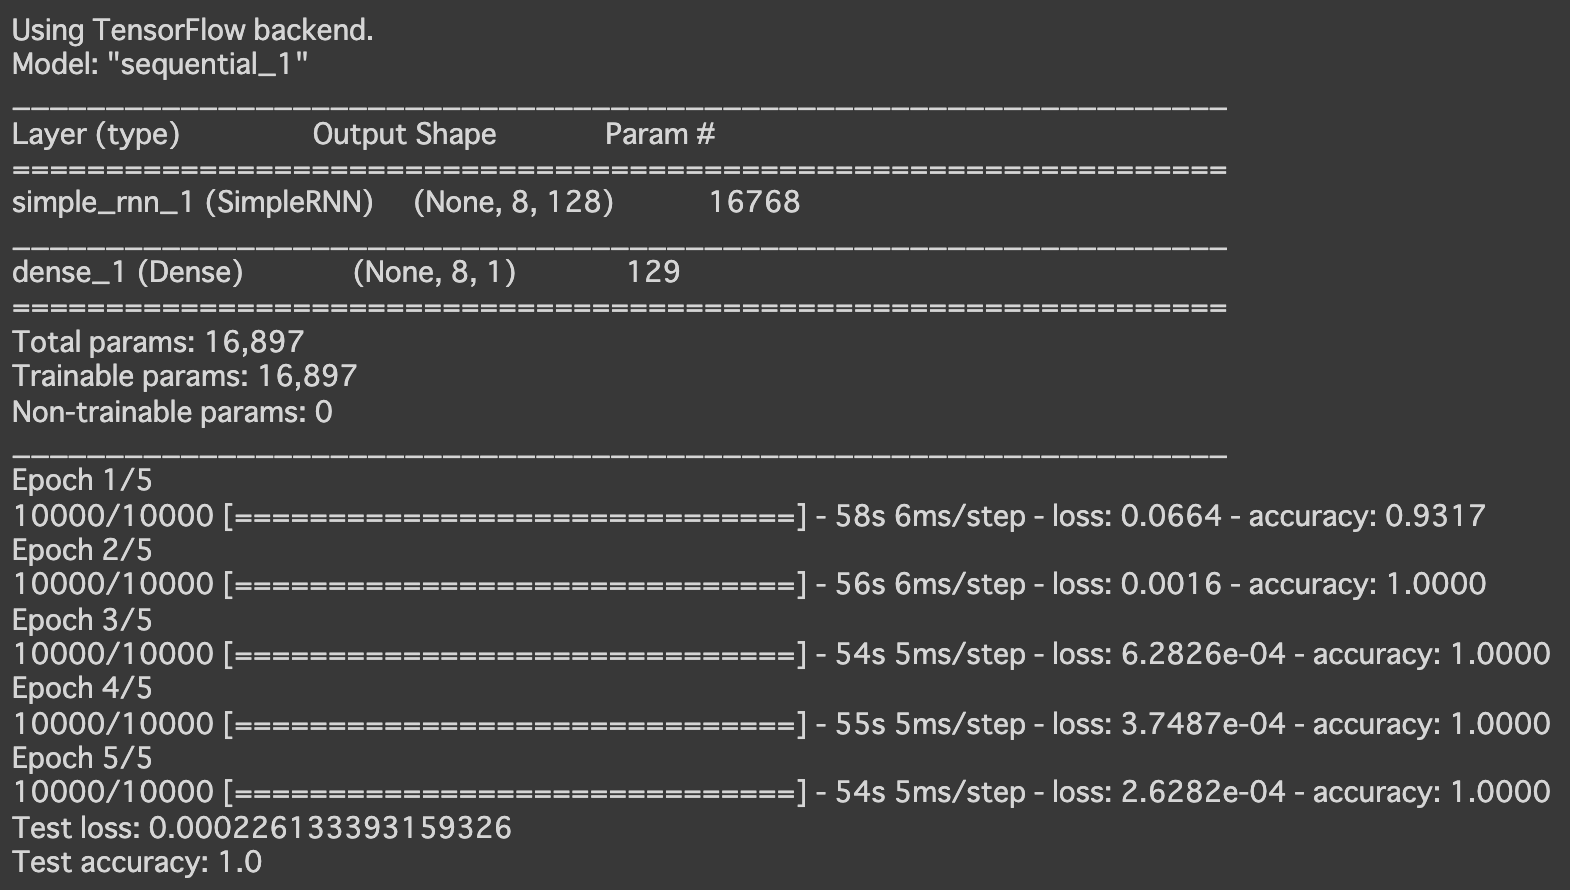 Using TensorFlow backend.
Model: "sequential_1"
_________________________________________________________________
Layer (type)                 Output Shape              Param #
=================================================================
simple_rnn_1 (SimpleRNN)     (None, 8, 128)            16768
_________________________________________________________________
dense_1 (Dense)              (None, 8, 1)              129
=================================================================
Total params: 16,897
Trainable params: 16,897
Non-trainable params: 0
_________________________________________________________________
Epoch 1/5
10000/10000 [==============================] - 58s 6ms/step - loss: 0.0664 - accuracy: 0.9317
Epoch 2/5
10000/10000 [==============================] - 56s 6ms/step - loss: 0.0016 - accuracy: 1.0000
Epoch 3/5
10000/10000 [==============================] - 54s 5ms/step - loss: 6.2826e-04 - accuracy: 1.0000
Epoch 4/5
10000/10000 [==============================] - 55s 5ms/step - loss: 3.7487e-04 - accuracy: 1.0000
Epoch 5/5
10000/10000 [==============================] - 54s 5ms/step - loss: 2.6282e-04 - accuracy: 1.0000
Test loss: 0.000226133393159326
Test accuracy: 1.0